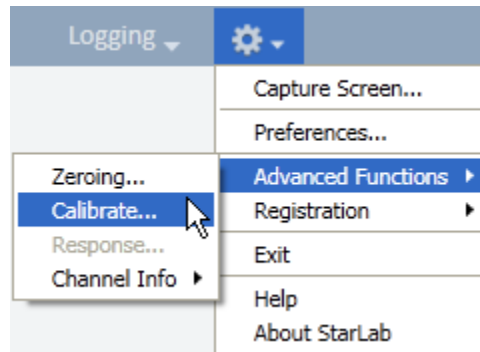 Logging
Capture Screen...
Preferences...
Advanced Functions
Registration
Exit
Help
About StarLab
Zeroing...
Calibrate...
Response...
Channel Info